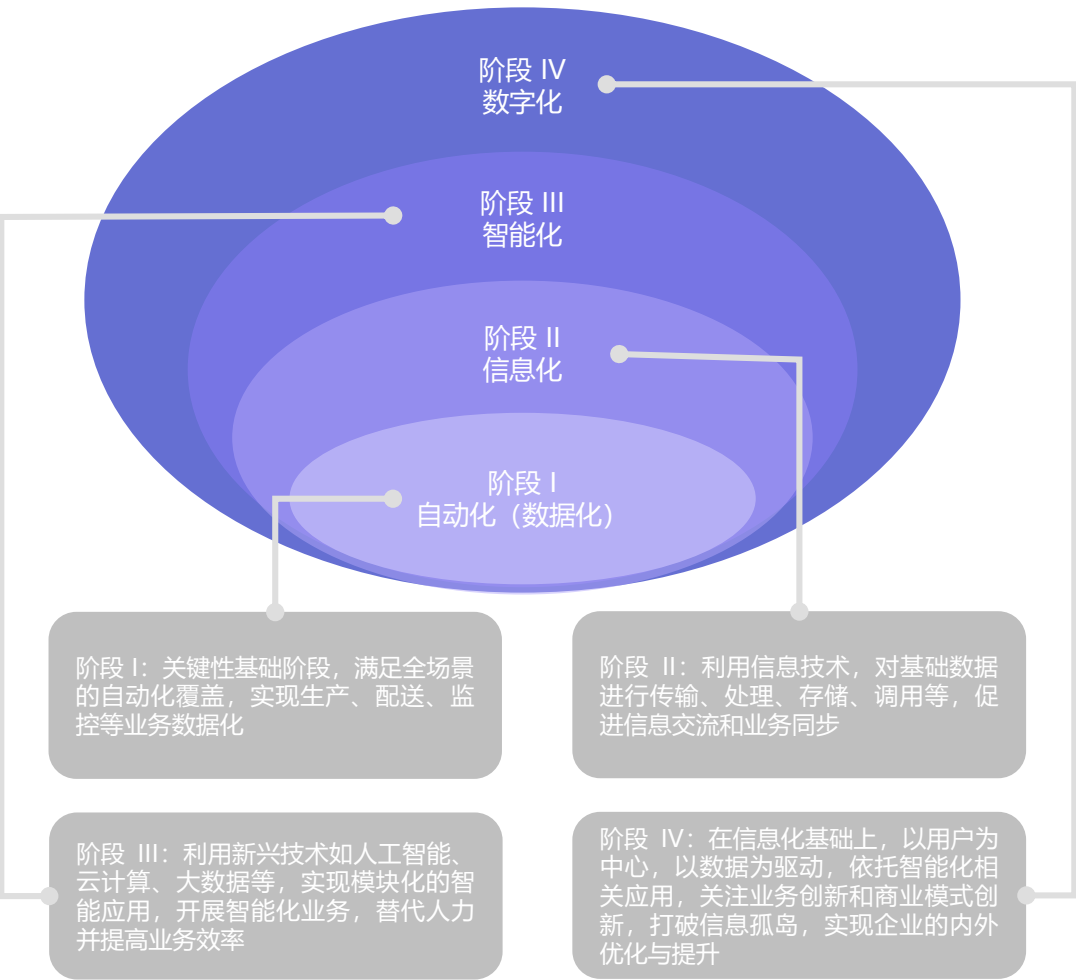 阶段 IV
数字化
阶段 III
智能化
阶段 II
信息化
阶段 I
自动化（数据化）
阶段 I：关键性基础阶段，满足全场景
的自动化覆盖，实现生产、配送、监
控等业务数据化
阶段 II：利用信息技术，对基础数据
进行传输、处理、存储、调用等，促
进信息交流和业务同步
阶段 III：利用新兴技术如人工智能、
云计算、大数据等，实现模块化的智
能应用，开展智能化业务，替代人力
并提高业务效率
阶段 IV：在信息化基础上，以用户为
中心，以数据为驱动，依托智能化相
关应用，关注业务创新和商业模式创
新，打破信息孤岛，实现企业的内外
优化与提升